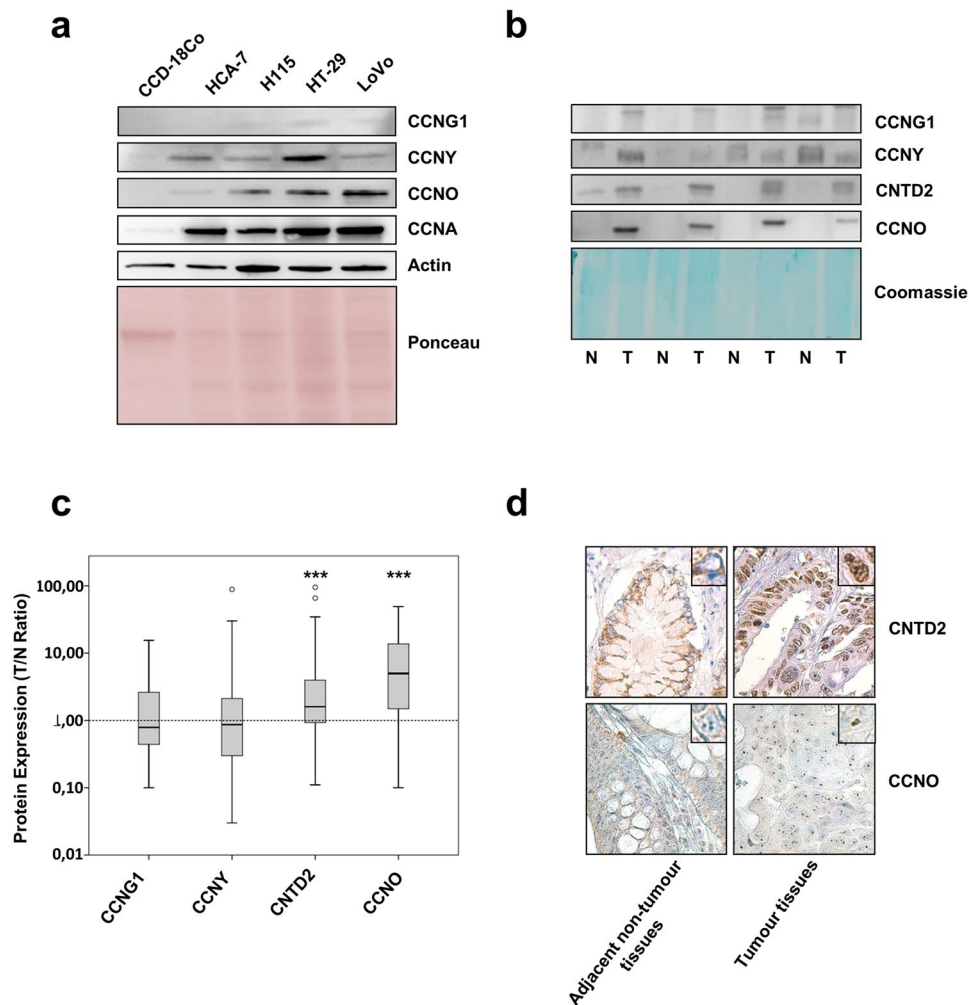 a
CCD-18Co
HCA-7
H115
HT-29
LoVo
CCNG1
CCNY
CCNO
CCNA
Actin
Ponceau
b
CCNG1
CCNY
CNTD2
CCNO
Coomassie
N T N T N T N T
c
Protein Expression (T/N Ratio)
100,00
10,00
1,00
0,10
0,01
***
***
CCNG1
CCNY
CNTD2
CCNO
d
CNTD2
CCNO
Adjacent non-tumour
tissues
Tumour tissues